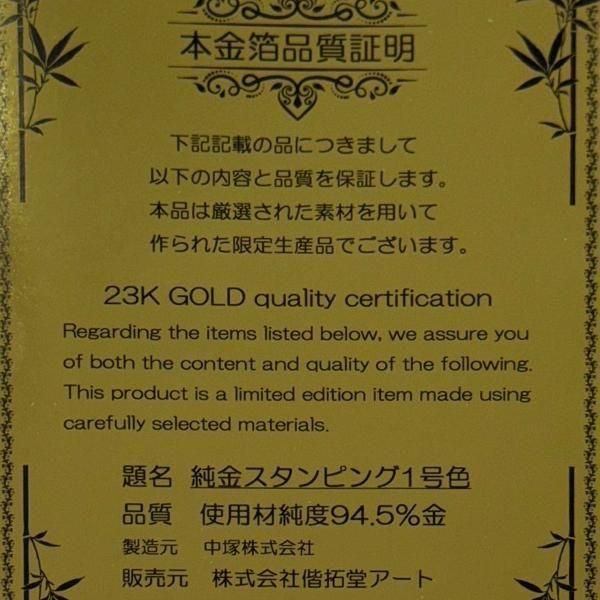 本金箔品質証明
下記記載の品につきまして
以下の内容と品質を保証します。
本品は厳選された素材を用いて
作られた限定生産品でございます。
23K GOLD quality certification
Regarding the items listed below, we assure you
of both the content and quality of the following.
This product is a limited edition item made using
carefully selected materials.
題名 純金スタンピング1号色
品質 使用材純度94.5%金
製造元 中塚株式会社
販売元 株式会社偕拓堂アート